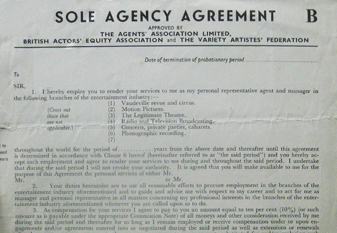 SOLE AGENCY AGREEMENT B
APPROVED BY
THE AGENTS' ASSOCIATION LIMITED,
BRITISH ACTORS' EQUITY ASSOCIATION AND THE VARIETY ARTISTES' FEDERATION
Date of termination of probationary period
To
SIR,
1. I hereby employ you to render your services to me as my personal representative agent and manager in
the following branches of the entertainment industry:—
(1) Vaudeville revue and circus.
(Cross out (2) Motion Pictures.
those that (3) The Legitimate Theatre.
are not (4) Radio and Television Broadcasting.
applicable.) (5) Concerts, private parties, cabarets.
(6) Phonographic recording.
(7)
throughout the world for the period of years from the above date and thereafter until this agreement
is determined in accordance with Clause 6 hereof (hereinafter referred to as "the said period") and you hereby ac-
cept such employment and agree to render your services to me during and throughout the said period. I undertake
that during the said period I will not revoke your authority. It is agreed that you will make available to me for the
purpose of this Agreement the personal services of either Mr.
Mr. or Mr
2. Your duties hereunder are to use all reasonable efforts to procure employment in the branches of the
entertainment industry aforementioned and to guide and advise me with respect to my career and to act for me as
manager and personal representative in all matters concerning my professional interests in the branches of the enter-
tainment industry aforementioned whenever you are called upon to do so.
3. As compensation for your services I agree to pay you an amount equal to ten per cent (10%), (or such
amount as is payable under the appropriate Commission Note) of all moneys and other consideration received by me
during the said period and thereafter for so long as I remain employed or receive compensation under or upon en-
gagements and/or agreements entered into or negotiated during the said period as well as extensions or renewals